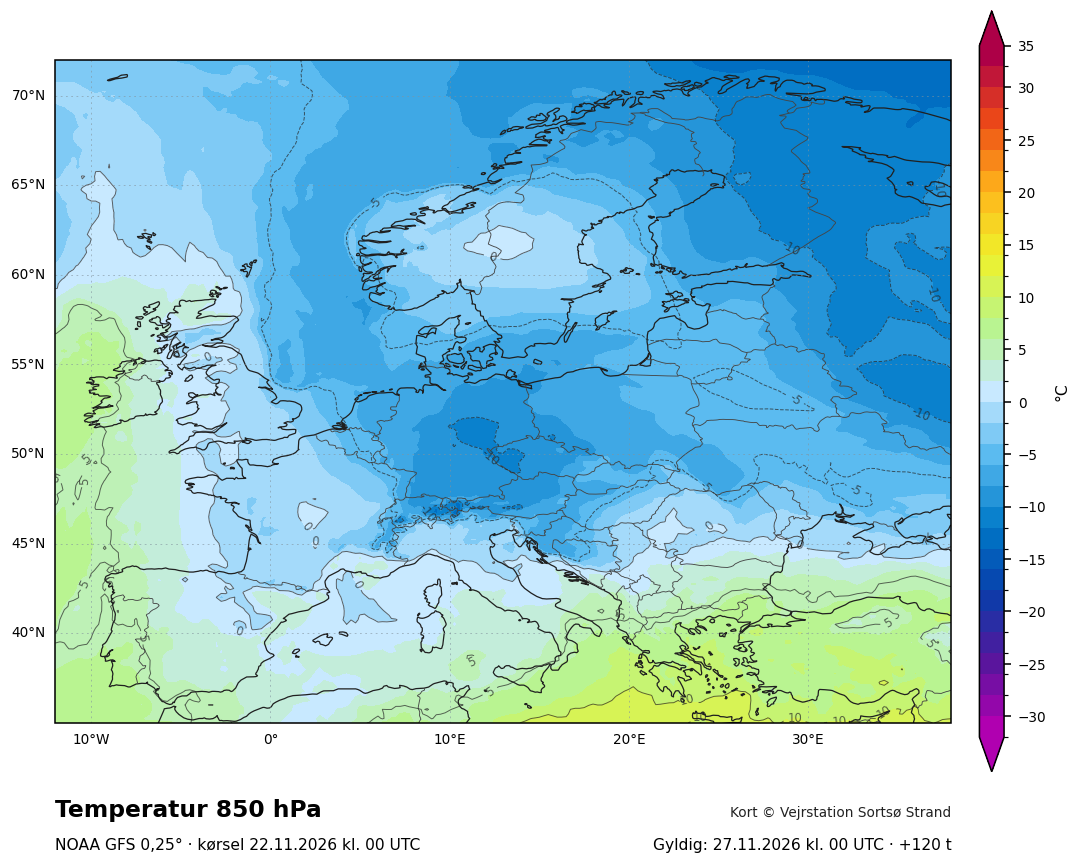 70°N
65°N
60°N
55°N
50°N
45°N
40°N
10°W
0°
10°E
20°E
30°E
35
30
25
20
15
10
5
0
−5
−10
−15
−20
−25
−30
°C
Temperatur 850 hPa
Kort © Vejrstation Sortsø Strand
NOAA GFS 0,25° · kørsel 22.11.2026 kl. 00 UTC
Gyldig: 27.11.2026 kl. 00 UTC · +120 t